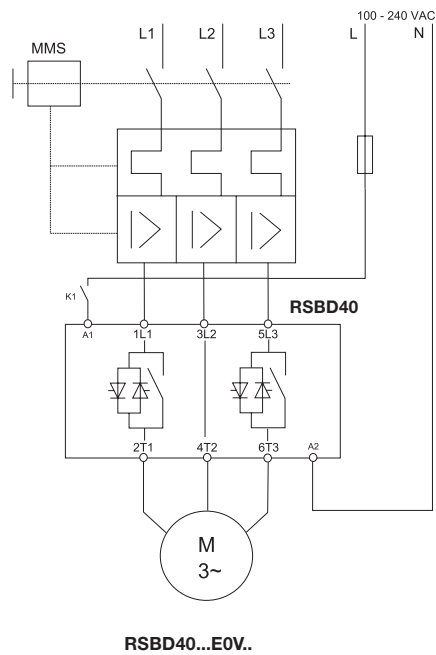 100 - 240 VAC
L1 L2 L3 L N
MMS
K1
RSBD40
A1 1L1 3L2 5L3
2T1 4T2 6T3 A2
M
3~
RSBD40...E0V..